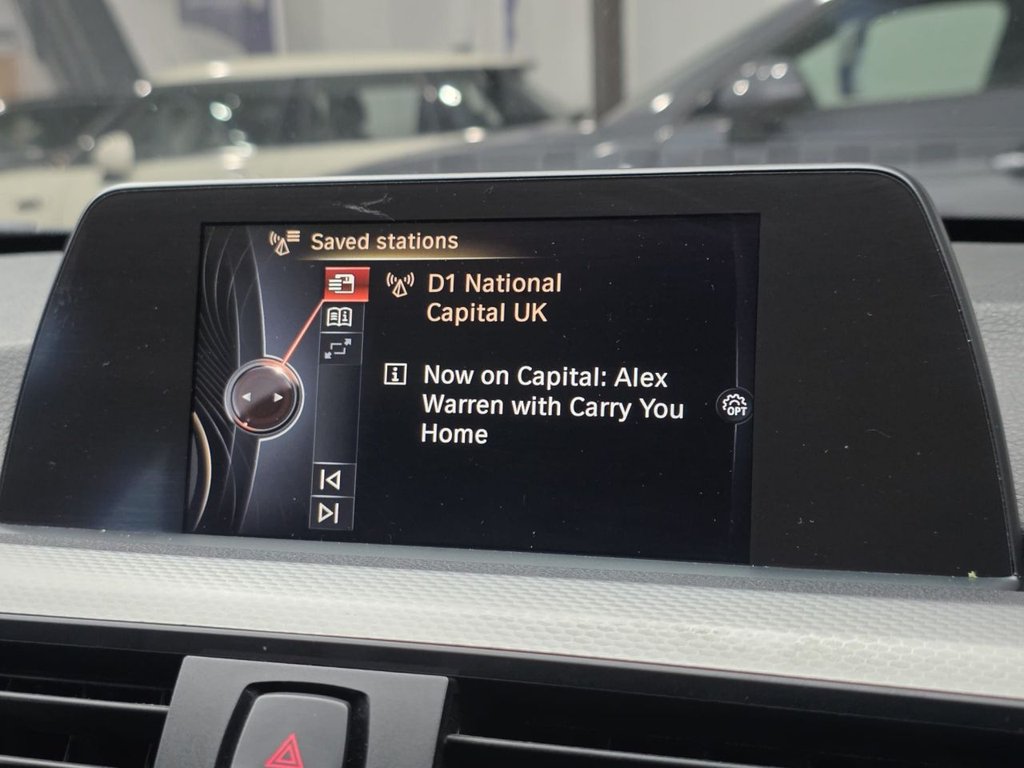 Saved stations
D1 National
Capital UK
Now on Capital: Alex
Warren with Carry You
Home
OPT